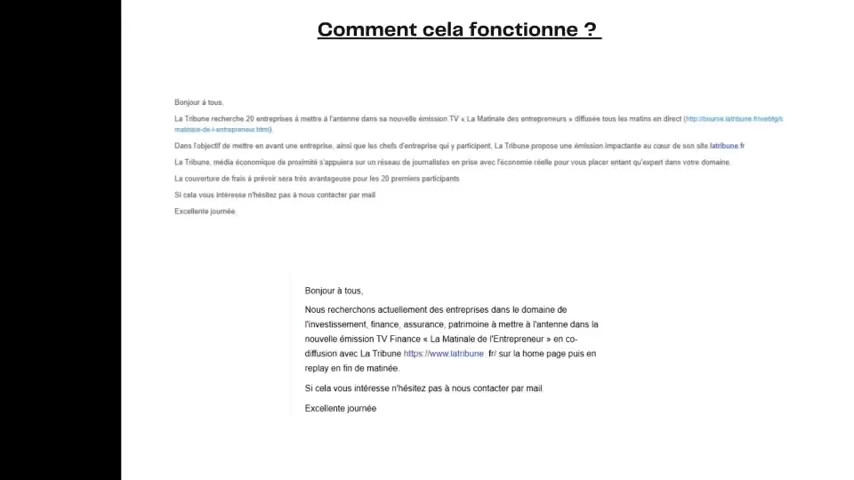 Comment cela fonctionne ?
Bonjour à tous,
La Tribune recherche 20 entreprises à mettre à l'antenne dans sa nouvelle émission TV « La Matinale des entrepreneurs » diffusée tous les matins en direct (http://bourse.latribune.fr/webfg/s
matinale-de-l-entrepreneur.html).
Dans l'objectif de mettre en avant une entreprise, ainsi que les chefs d'entreprise qui y participent, La Tribune propose une émission impactante au cœur de son site.latribune.fr
La Tribune, média économique de proximité s'appuiera sur un réseau de journalistes en prise avec l'économie réelle pour vous placer entant qu'expert dans votre domaine.
La couverture de frais à prévoir sera très avantageuse pour les 20 premiers participants
Si cela vous intéresse n'hésitez pas à nous contacter par mail
Excellente journée.
Bonjour à tous,
Nous recherchons actuellement des entreprises dans le domaine de
l'investissement, finance, assurance, patrimoine à mettre à l'antenne dans la
nouvelle émission TV Finance « La Matinale de l'Entrepreneur » en co-
diffusion avec La Tribune https://www.latribune.fr/ sur la home page puis en
replay en fin de matinée.
Si cela vous intéresse n'hésitez pas à nous contacter par mail.
Excellente journée